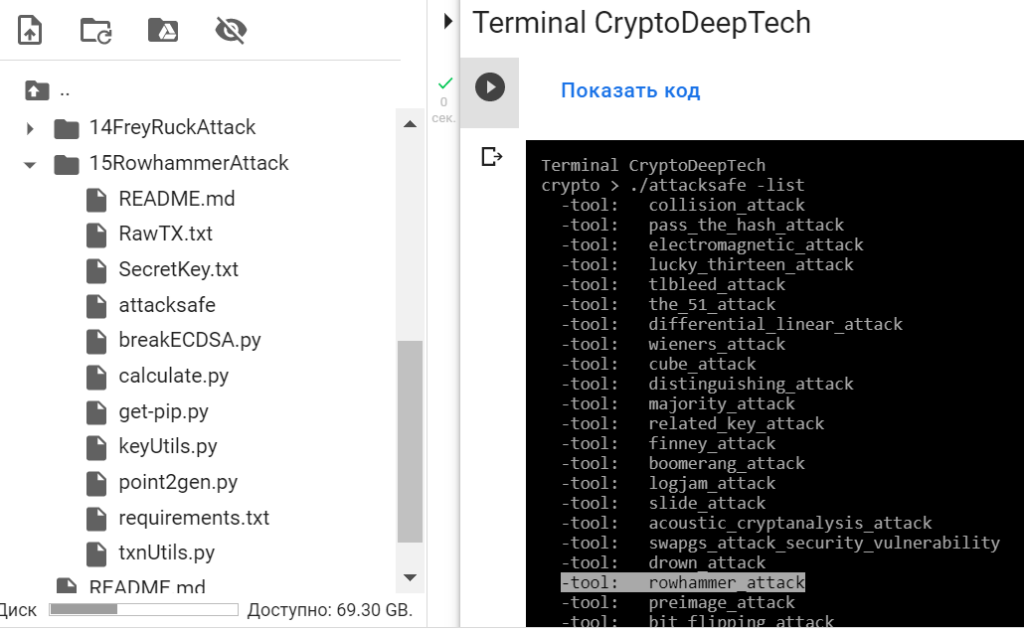 ..
14FreyRuckAttack
15RowhammerAttack
README.md
RawTX.txt
SecretKey.txt
attacksafe
breakECDSA.py
calculate.py
get-pip.py
keyUtils.py
point2gen.py
requirements.txt
txnUtils.py
README.md
Диск
Доступно: 69.30 GB.
0
сек.
Terminal CryptoDeepTech
Показать код
Terminal CryptoDeepTech
crypto > ./attacksafe -list
-tool: collision_attack
-tool: pass_the_hash_attack
-tool: electromagnetic_attack
-tool: lucky_thirteen_attack
-tool: tlbleed_attack
-tool: the_51_attack
-tool: differential_linear_attack
-tool: wieners_attack
-tool: cube_attack
-tool: distinguishing_attack
-tool: majority_attack
-tool: related_key_attack
-tool: finney_attack
-tool: boomerang_attack
-tool: logjam_attack
-tool: slide_attack
-tool: acoustic_cryptanalysis_attack
-tool: swapgs_attack_security_vulnerability
-tool: drown_attack
-tool: rowhammer_attack
-tool: preimage_attack
-tool: bit_flipping_attack